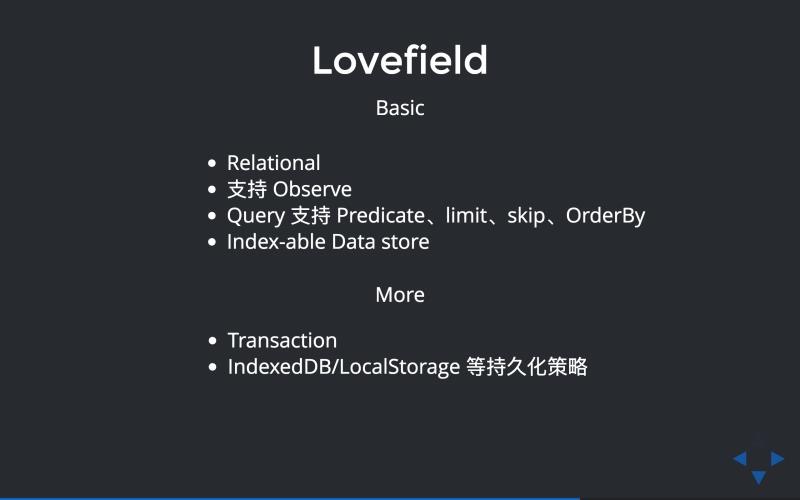 Lovefield
Basic
Relational
支持 Observe
Query 支持 Predicate、limit、skip、OrderBy
Index-able Data store
More
Transaction
IndexedDB/LocalStorage 等持久化策略